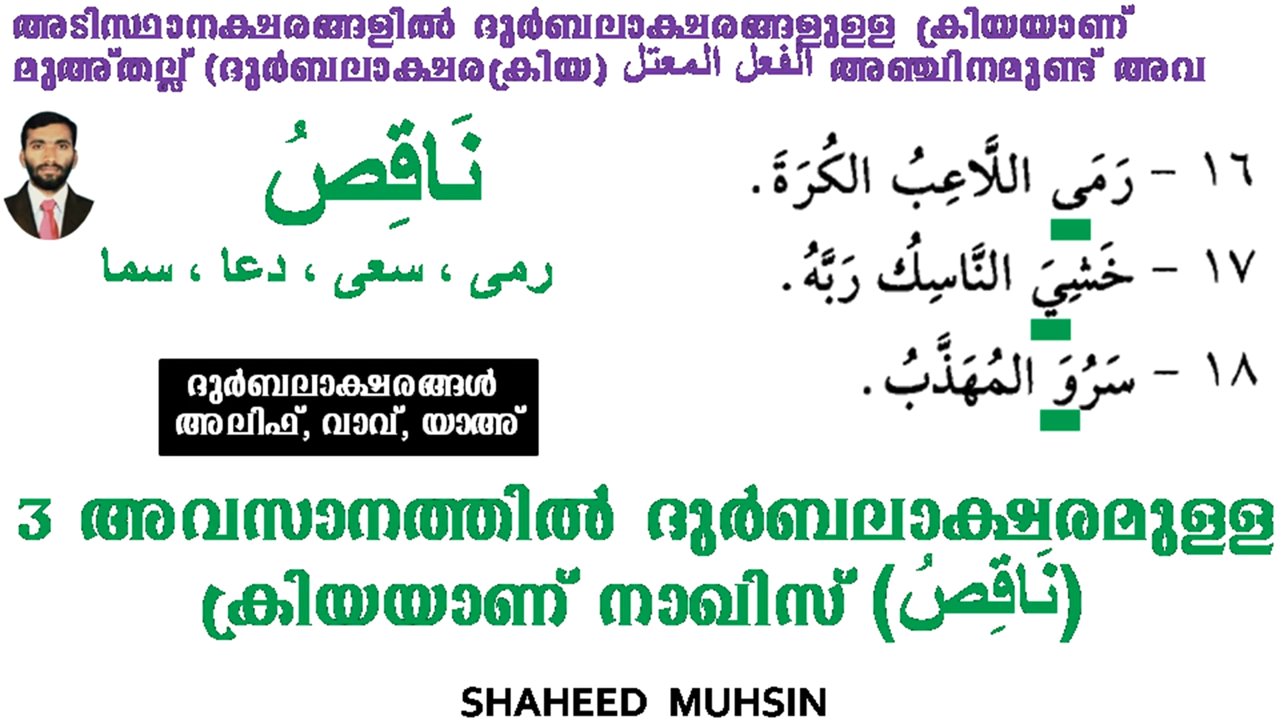 അടിസ്ഥാനക്ഷരങ്ങളിൽ ദുർബലാക്ഷരങ്ങളുള്ള ക്രിയയാണ്
മുഅ്തല്ല് (ദുർബലാക്ഷരക്രിയ) الفعل المعتل അഞ്ചിനമുണ്ട് അവ
نَاقِصُ
رمى ، سعى ، دعا ، سما
١٦ – رَمَى اللَّاعِبُ الكُرَةَ.
١٧ – خَشِيَ النَّاسِكُ رَبَّهُ.
١٨ – سَرُوَ المُهَذَّبُ.
ദുർബലാക്ഷരങ്ങൾ
അലിഫ്, വാവ്, യാഅ്
3 അവസാനത്തിൽ ദുർബലാക്ഷരമുള്ള
ക്രിയയാണ് നാഖിസ് (نَاقِصُ)
SHAHEED MUHSIN